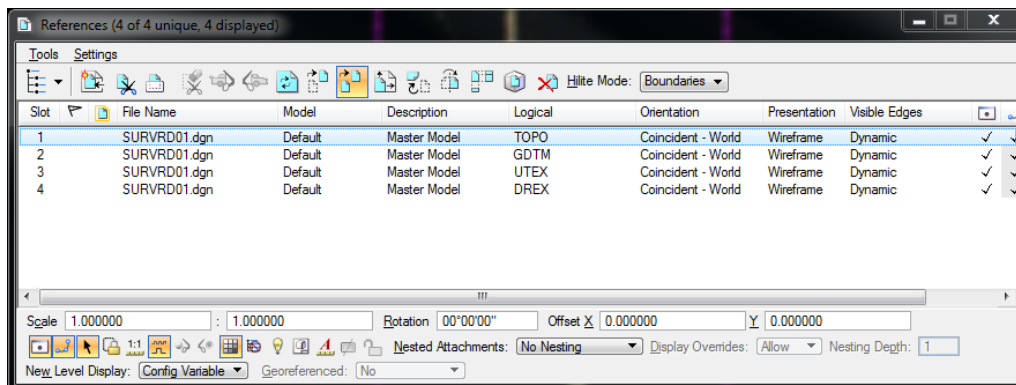 References (4 of 4 unique, 4 displayed)
Tools Settings
Hilite Mode: Boundaries
Slot File Name Model Description Logical Orientation Presentation Visible Edges
1 SURVRD01.dgn Default Master Model TOPO Coincident - World Wireframe Dynamic
2 SURVRD01.dgn Default Master Model GDTM Coincident - World Wireframe Dynamic
3 SURVRD01.dgn Default Master Model UTEX Coincident - World Wireframe Dynamic
4 SURVRD01.dgn Default Master Model DREX Coincident - World Wireframe Dynamic
Scale 1.000000 : 1.000000 Rotation 00°00'00" Offset X 0.000000 Y 0.000000
1:1 Nested Attachments: No Nesting Display Overrides: Allow Nesting Depth: 1
New Level Display: Config Variable Georeferenced: No